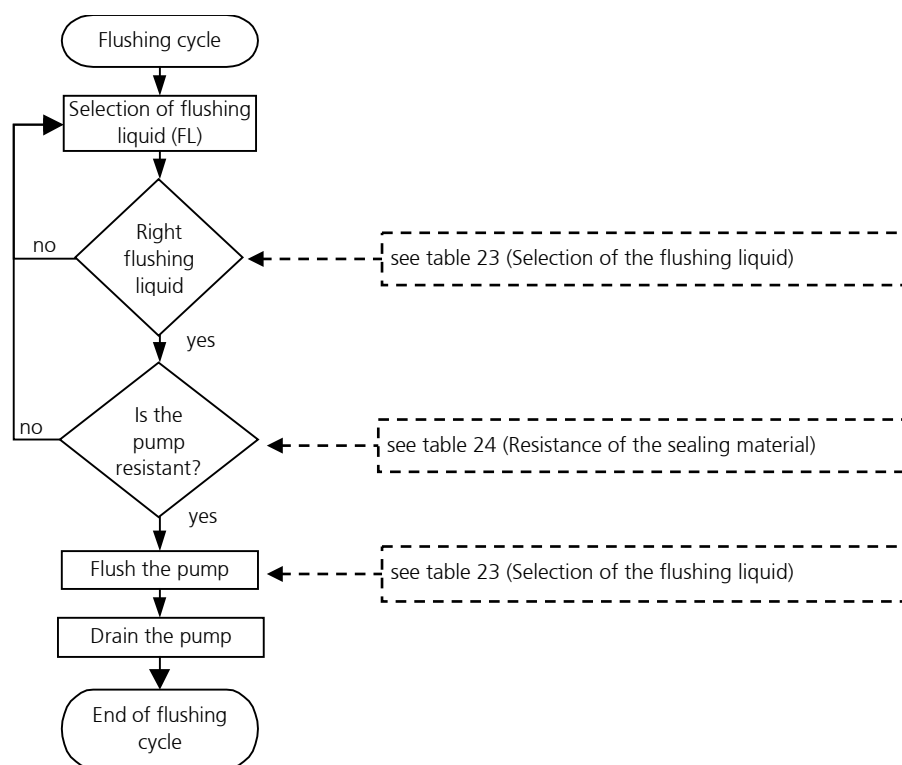 Flushing cycle
Selection of flushing
liquid (FL)
Right
flushing
liquid
no
see table 23 (Selection of the flushing liquid)
yes
Is the
pump
resistant?
no
see table 24 (Resistance of the sealing material)
yes
Flush the pump
see table 23 (Selection of the flushing liquid)
Drain the pump
End of flushing
cycle